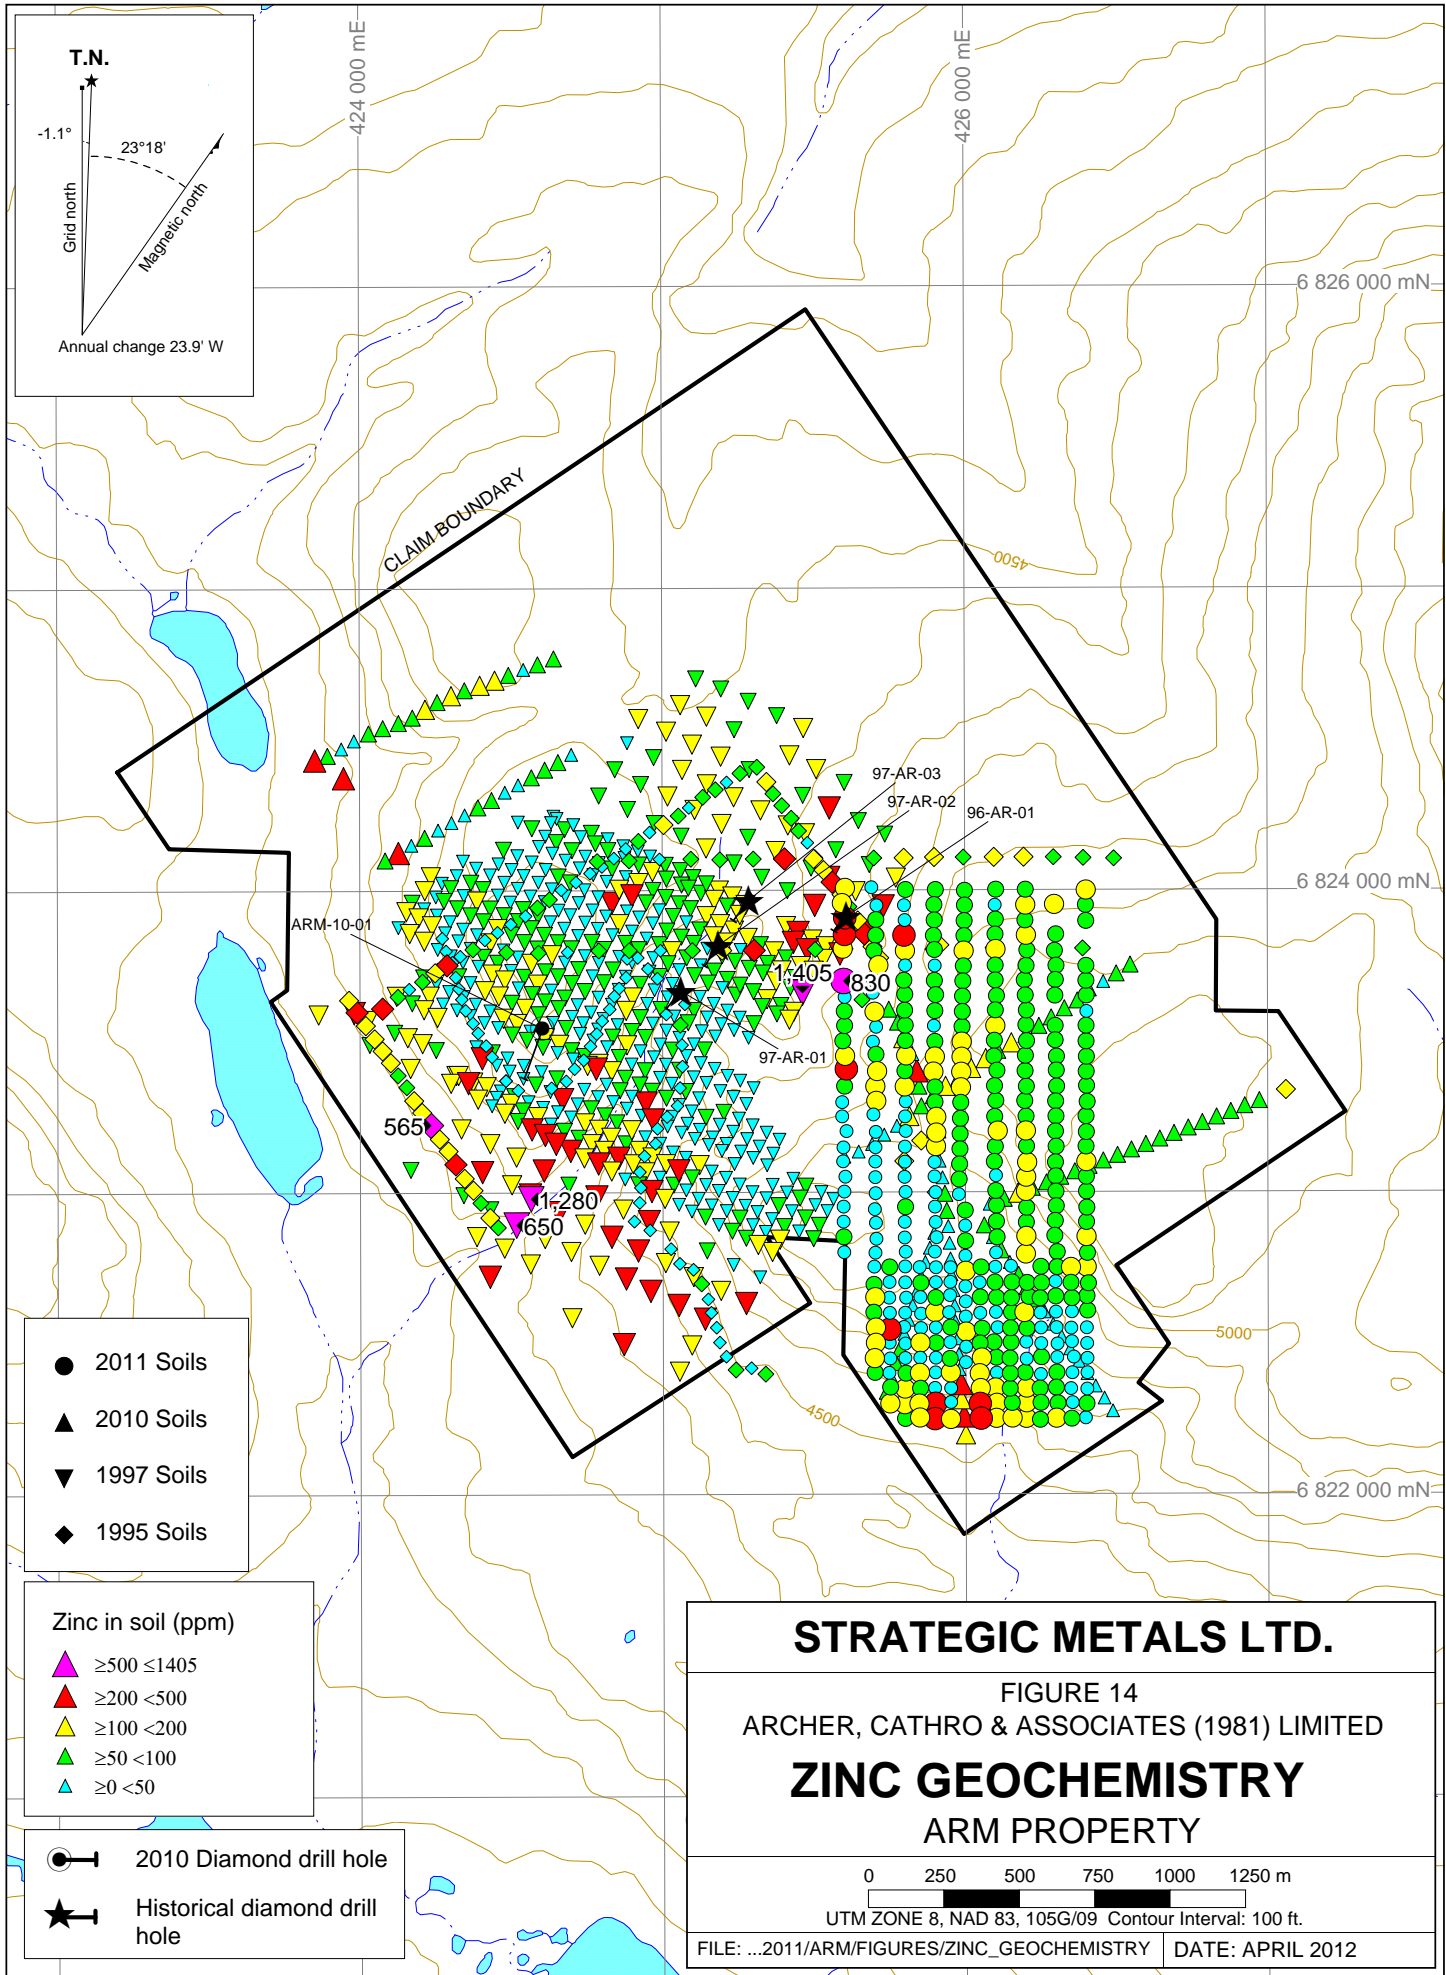 T.N.
-1.1°
23°18'
Grid north
Magnetic north
Annual change 23.9' W
424 000 mE
426 000 mE
6 826 000 mN
CLAIM BOUNDARY
4500
97-AR-03
97-AR-02
96-AR-01
6 824 000 mN
ARM-10-01
1,405
830
97-AR-01
565
1,280
650
5000
4500
6 822 000 mN
2011 Soils
2010 Soils
1997 Soils
1995 Soils
Zinc in soil (ppm)
≥500 ≤1405
≥200 <500
≥100 <200
≥50 <100
≥0 <50
2010 Diamond drill hole
Historical diamond drill
hole
STRATEGIC METALS LTD.
FIGURE 14
ARCHER, CATHRO & ASSOCIATES (1981) LIMITED
ZINC GEOCHEMISTRY
ARM PROPERTY
0 250 500 750 1000 1250 m
UTM ZONE 8, NAD 83, 105G/09 Contour Interval: 100 ft.
FILE: ...2011/ARM/FIGURES/ZINC_GEOCHEMISTRY
DATE: APRIL 2012